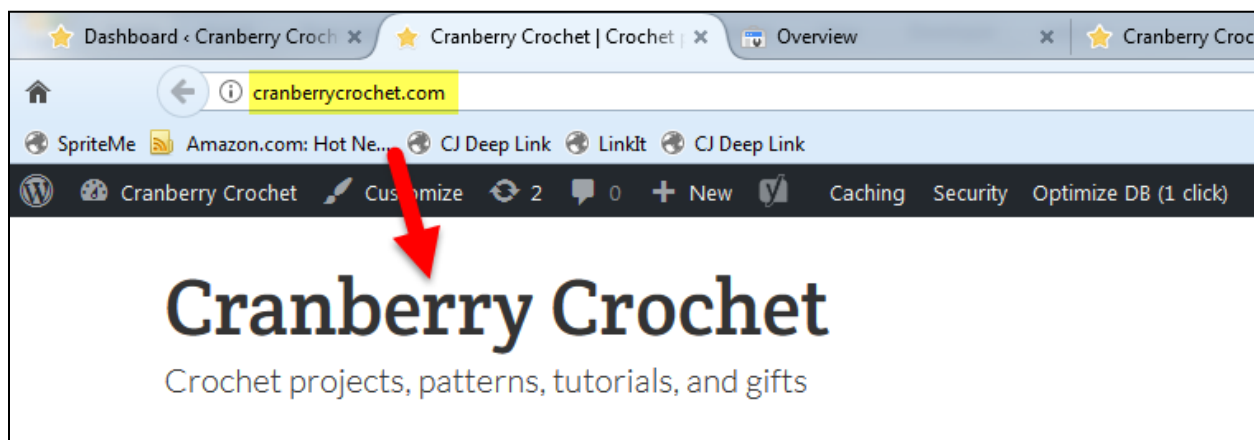 Dashboard ‹ Cranberry Croch Cranberry Crochet | Crochet Overview Cranberry Croc
cranberrycrochet.com
SpriteMe Amazon.com: Hot Ne... CJ Deep Link LinkIt CJ Deep Link
Cranberry Crochet Customize 2 0 + New Caching Security Optimize DB (1 click)
Cranberry Crochet
Crochet projects, patterns, tutorials, and gifts